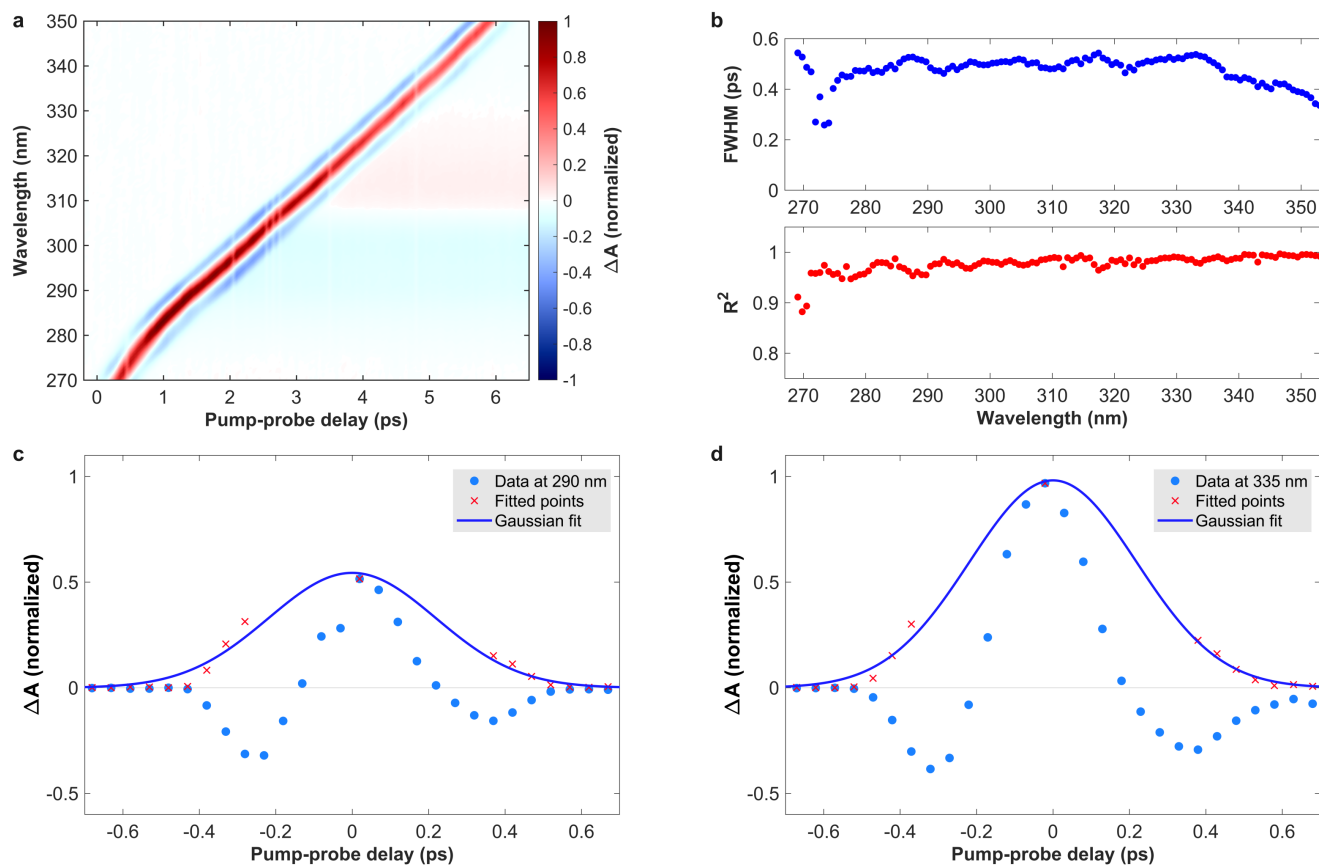 a
350
340
330
320
310
300
290
280
270
Wavelength (nm)
0 1 2 3 4 5 6
Pump-probe delay (ps)
1
0.8
0.6
0.4
0.2
0
-0.2
-0.4
-0.6
-0.8
-1
ΔA (normalized)
b
0.6
0.4
0.2
0
FWHM (ps)
270 280 290 300 310 320 330 340 350
1
0.9
0.8
R²
270 280 290 300 310 320 330 340 350
Wavelength (nm)
c
1
0.5
0
-0.5
ΔA (normalized)
Data at 290 nm
Fitted points
Gaussian fit
-0.6 -0.4 -0.2 0 0.2 0.4 0.6
Pump-probe delay (ps)
d
1
0.5
0
-0.5
ΔA (normalized)
Data at 335 nm
Fitted points
Gaussian fit
-0.6 -0.4 -0.2 0 0.2 0.4 0.6
Pump-probe delay (ps)